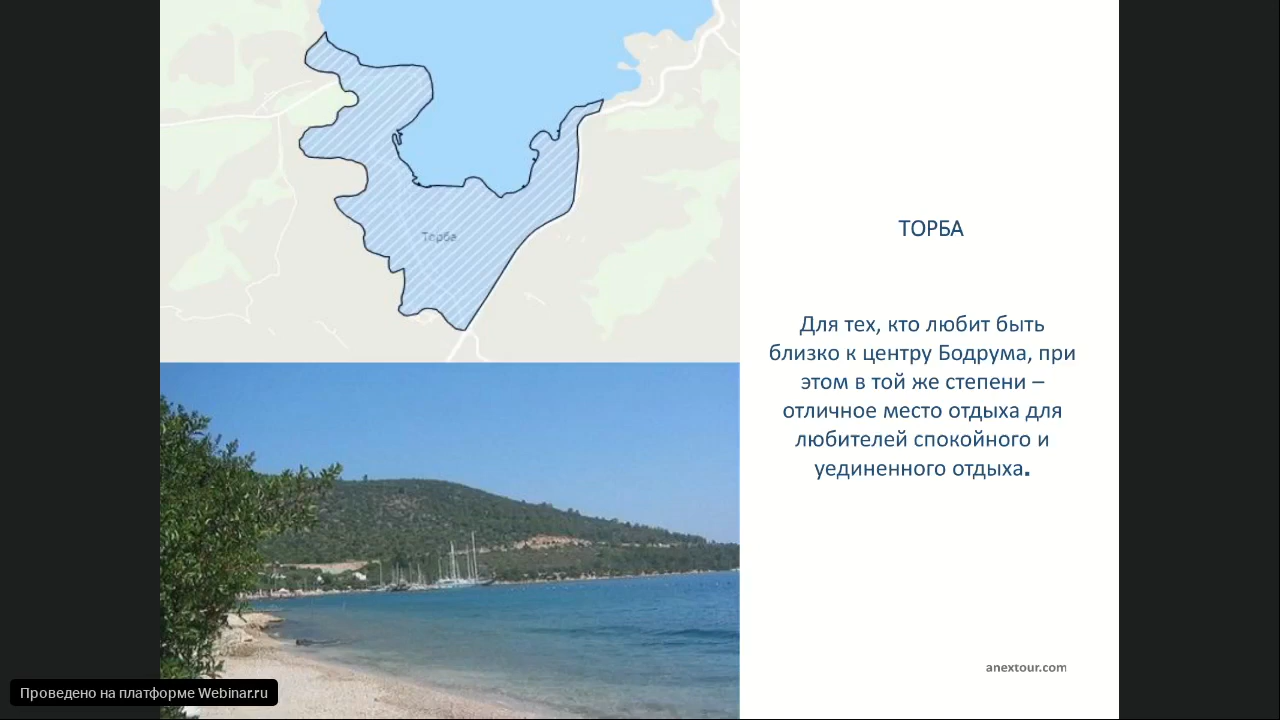 Торба
ТОРБА
Для тех, кто любит быть
близко к центру Бодрума, при
этом в той же степени –
отличное место отдыха для
любителей спокойного и
уединенного отдыха.
anextour.com
Проведено на платформе Webinar.ru